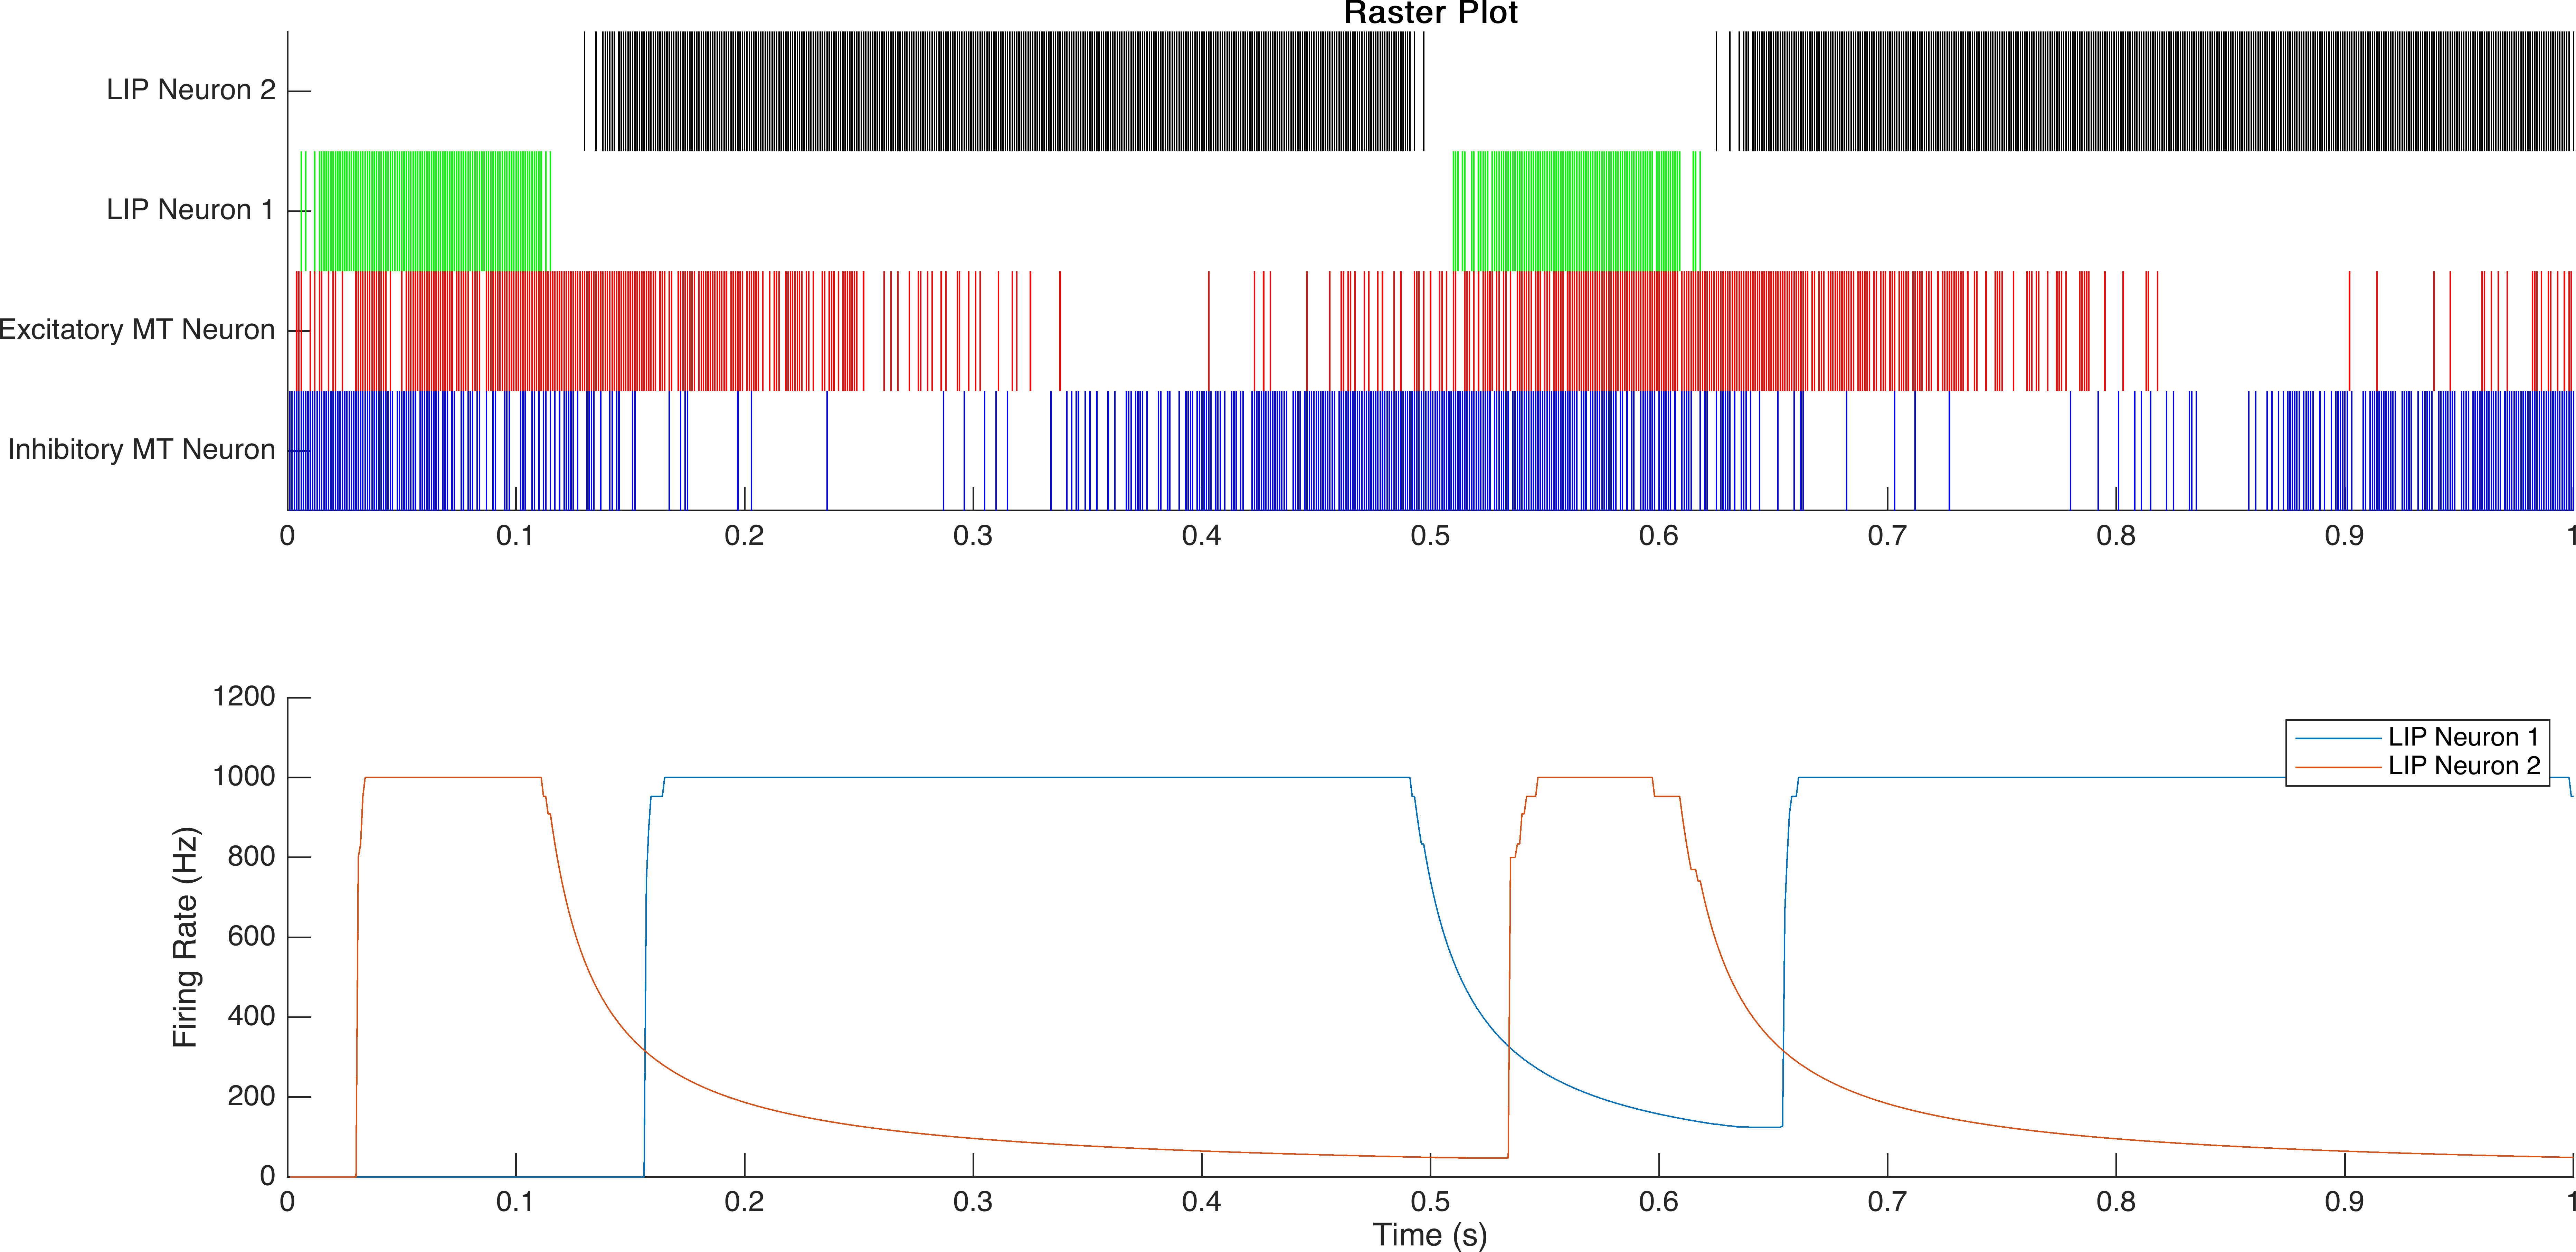 Raster Plot
LIP Neuron 2
LIP Neuron 1
Excitatory MT Neuron
Inhibitory MT Neuron
0 0.1 0.2 0.3 0.4 0.5 0.6 0.7 0.8 0.9 1
1200
1000
800
600
400
200
0
Firing Rate (Hz)
LIP Neuron 1
LIP Neuron 2
0 0.1 0.2 0.3 0.4 0.5 0.6 0.7 0.8 0.9 1
Time (s)